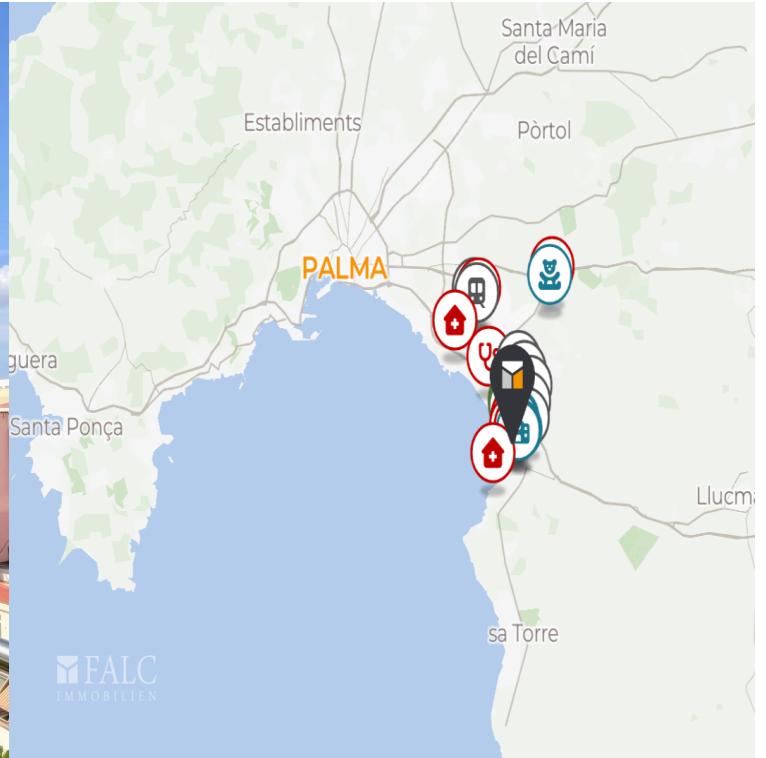 Santa Maria
del Camí
Establiments
Pòrtol
PALMA
guera
Santa Ponça
Llucma
sa Torre
FALC
IMMOBILIEN